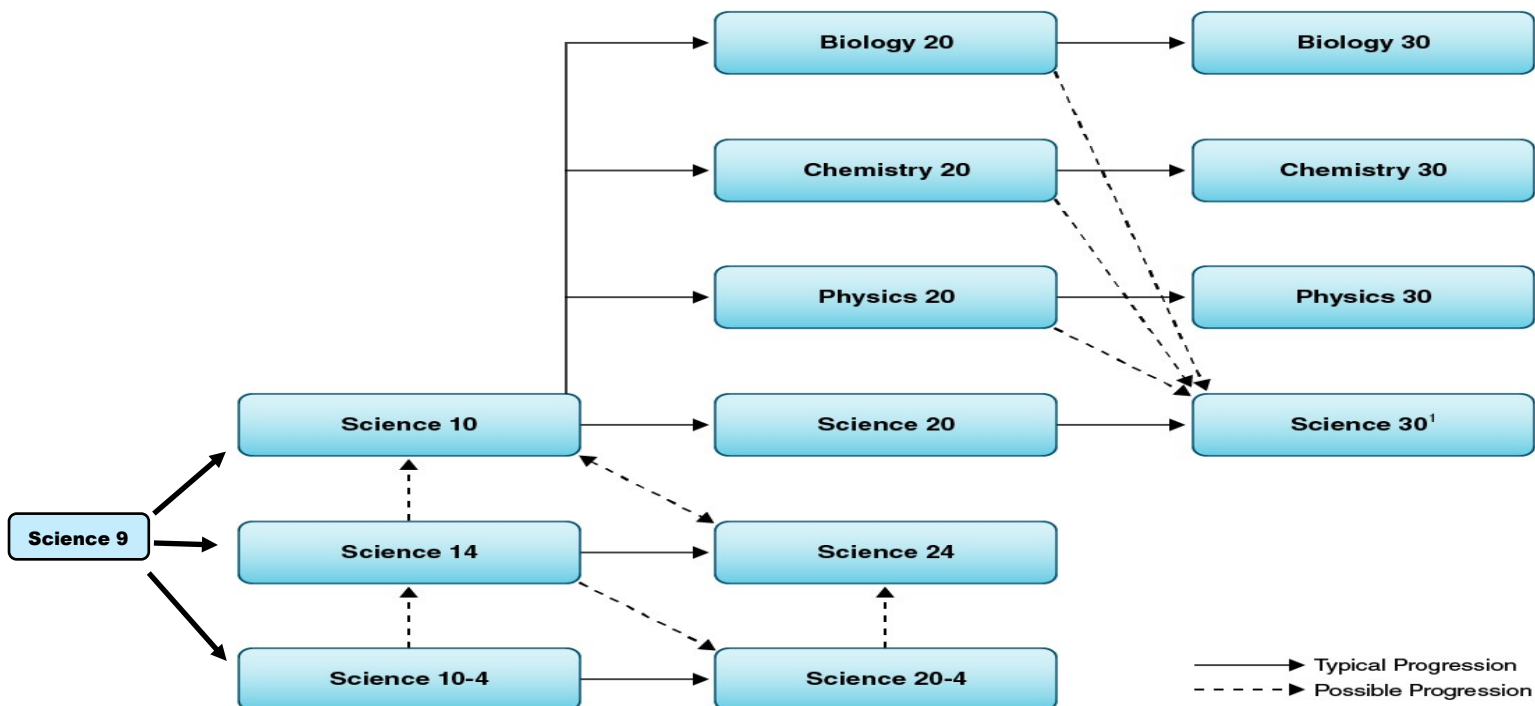 Biology 20
Biology 30
Chemistry 20
Chemistry 30
Physics 20
Physics 30
Science 10
Science 20
Science 30¹
Science 9
Science 14
Science 24
Science 10-4
Science 20-4
Typical Progression
Possible Progression